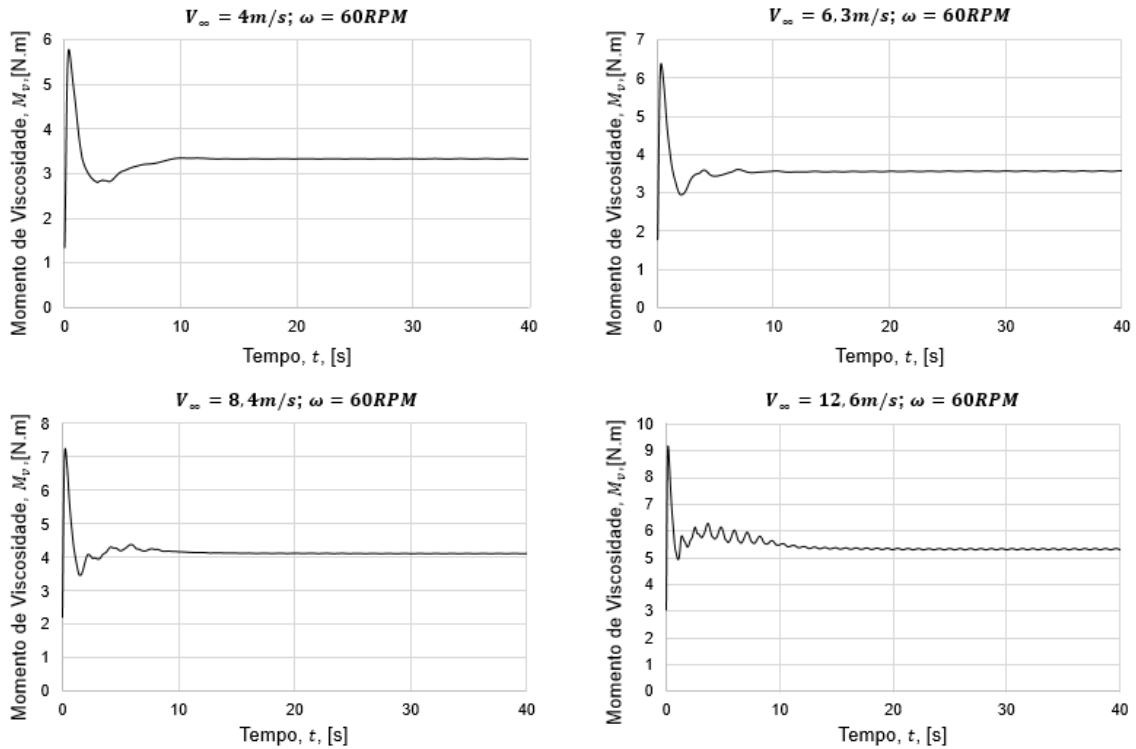 V∞ = 4m/s; ω = 60RPM
Momento de Viscosidade, Mv,[N.m]
6
5
4
3
2
1
0
0 10 20 30 40
Tempo, t, [s]
V∞ = 6,3m/s; ω = 60RPM
Momento de Viscosidade, Mv,[N.m]
7
6
5
4
3
2
1
0
0 10 20 30 40
Tempo, t, [s]
V∞ = 8,4m/s; ω = 60RPM
Momento de Viscosidade, Mv,[N.m]
8
7
6
5
4
3
2
1
0
0 10 20 30 40
Tempo, t, [s]
V∞ = 12,6m/s; ω = 60RPM
Momento de Viscosidade, Mv,[N.m]
10
9
8
7
6
5
4
3
2
1
0
0 10 20 30 40
Tempo, t, [s]